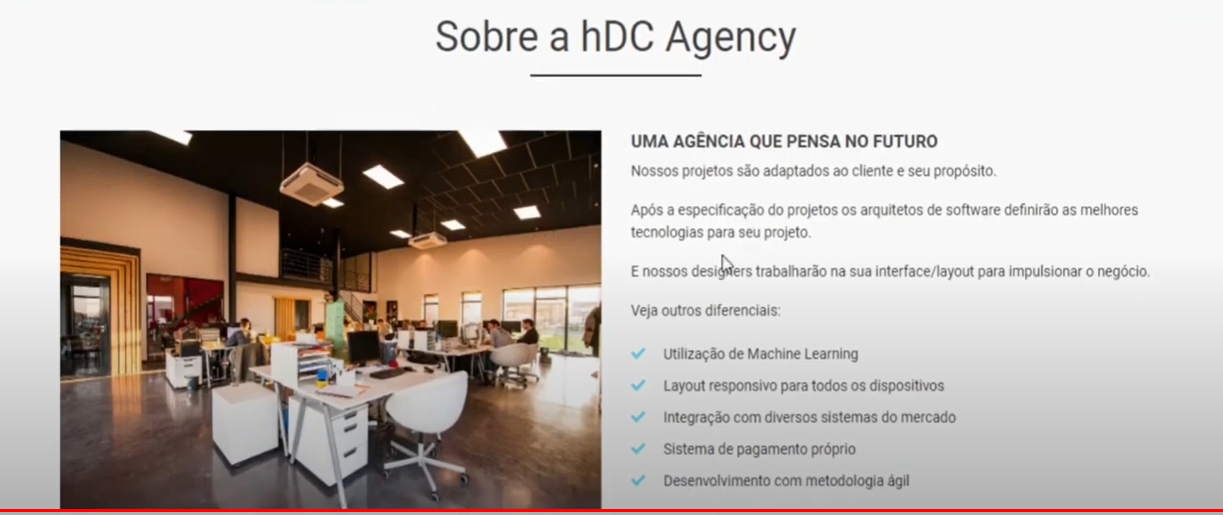 Sobre a hDC Agency
UMA AGÊNCIA QUE PENSA NO FUTURO
Nossos projetos são adaptados ao cliente e seu propósito.
Após a especificação do projetos os arquitetos de software definirão as melhores
tecnologias para seu projeto.
E nossos designers trabalharão na sua interface/layout para impulsionar o negócio.
Veja outros diferenciais:
Utilização de Machine Learning
Layout responsivo para todos os dispositivos
Integração com diversos sistemas do mercado
Sistema de pagamento próprio
Desenvolvimento com metodologia ágil